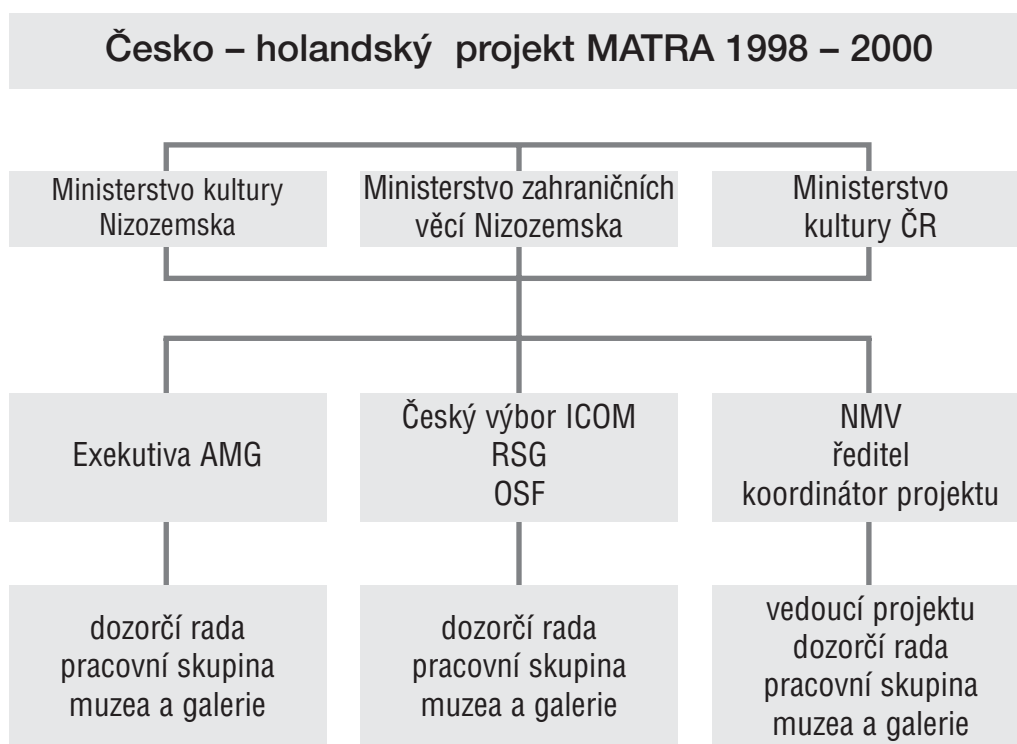 Česko – holandský projekt MATRA 1998 – 2000
Ministerstvo kultury
Nizozemska
Ministerstvo zahraničních
věcí Nizozemska
Ministerstvo
kultury ČR
Exekutiva AMG
Český výbor ICOM
RSG
OSF
NMV
ředitel
koordinátor projektu
dozorčí rada
pracovní skupina
muzea a galerie
dozorčí rada
pracovní skupina
muzea a galerie
vedoucí projektu
dozorčí rada
pracovní skupina
muzea a galerie